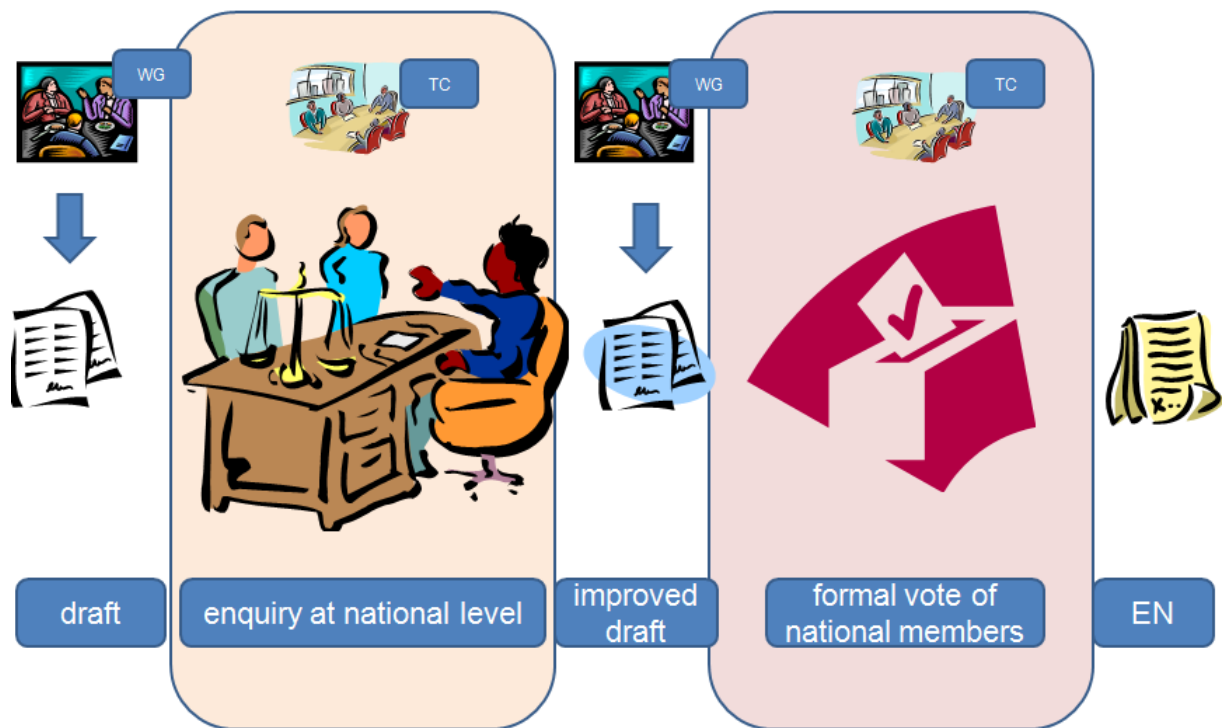 WG
TC
WG
TC
draft
enquiry at national level
improved
draft
formal vote of
national members
EN